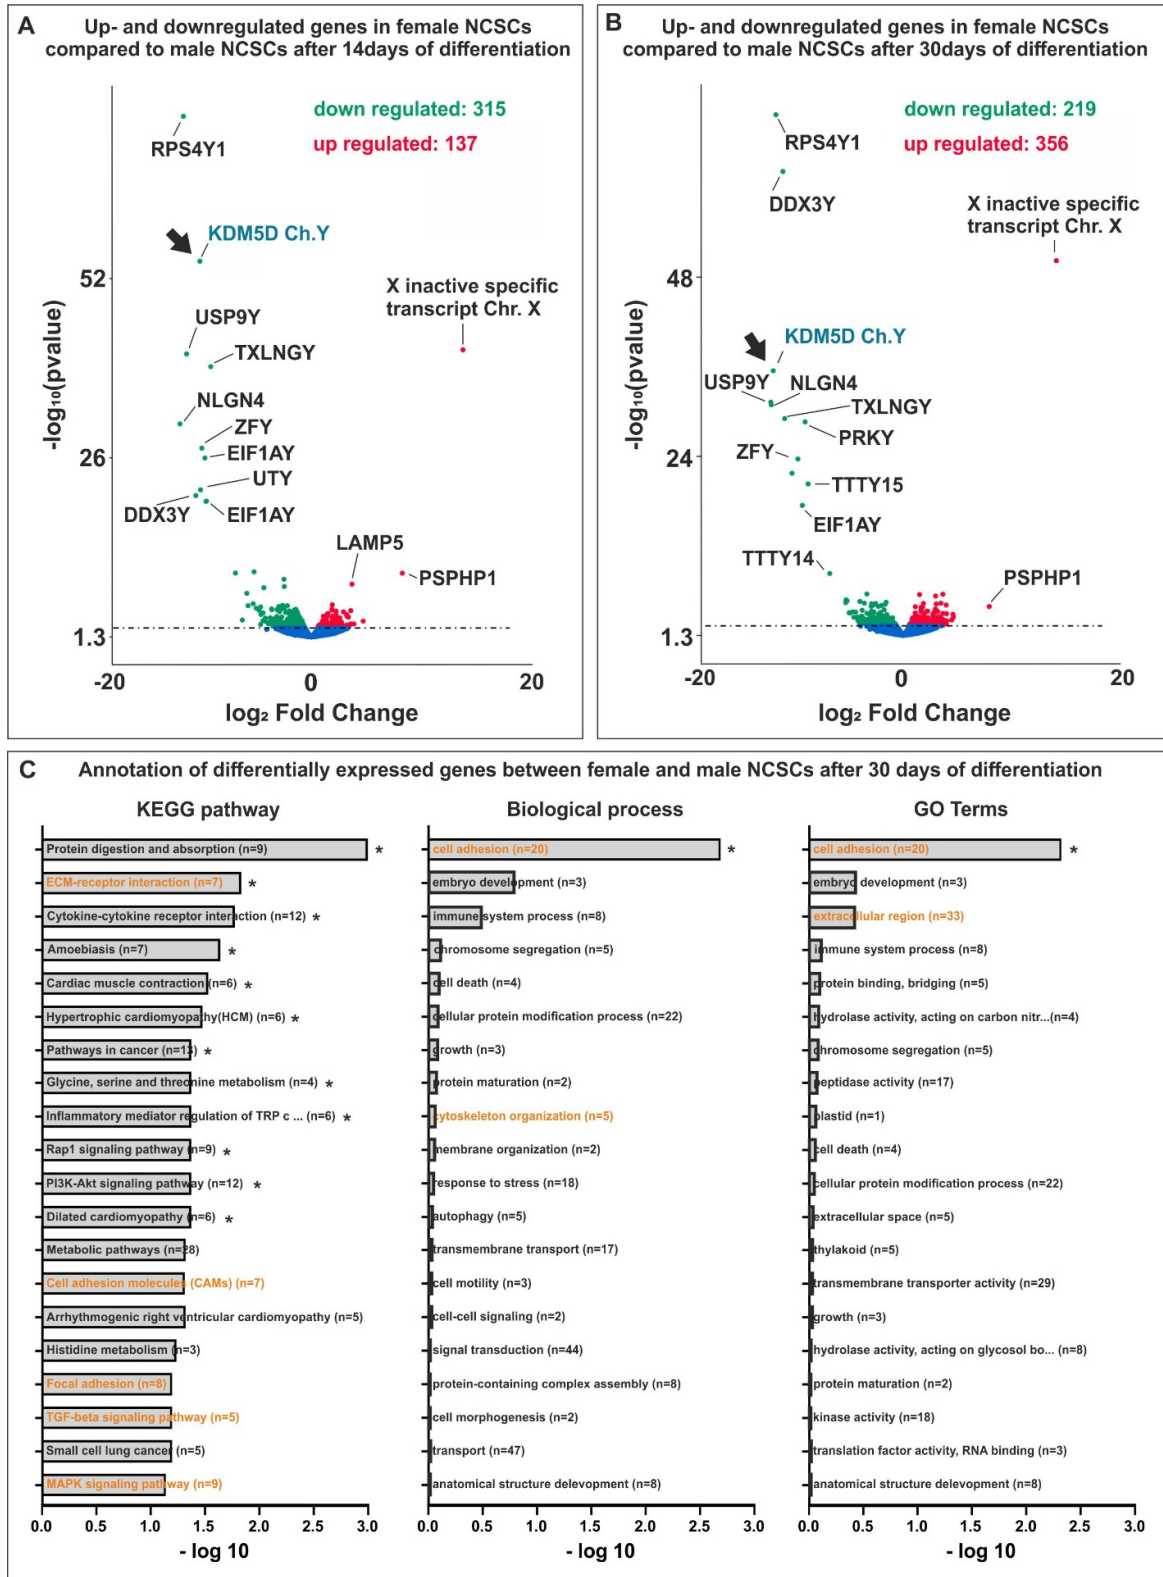 A
Up- and downregulated genes in female NCSCs
compared to male NCSCs after 14days of differentiation
down regulated: 315
up regulated: 137
RPS4Y1
KDM5D Ch.Y
52
X inactive specific
transcript Chr. X
USP9Y
TXLNGY
-log₁₀(pvalue)
NLGN4
ZFY
26
EIF1AY
UTY
DDX3Y
EIF1AY
LAMP5
PSPHP1
1.3
-20
0
20
log₂ Fold Change
B
Up- and downregulated genes in female NCSCs
compared to male NCSCs after 30days of differentiation
down regulated: 219
up regulated: 356
RPS4Y1
DDX3Y
X inactive specific
transcript Chr. X
48
KDM5D Ch.Y
-log₁₀(pvalue)
USP9Y
NLGN4
TXLNGY
PRKY
ZFY
24
TTTY15
EIF1AY
TTTY14
PSPHP1
1.3
-20
0
20
log₂ Fold Change
C
Annotation of differentially expressed genes between female and male NCSCs after 30 days of differentiation
KEGG pathway
Protein digestion and absorption (n=9) *
ECM-receptor interaction (n=7) *
Cytokine-cytokine receptor interaction (n=12) *
Amoebiasis (n=7) *
Cardiac muscle contraction (n=6) *
Hypertrophic cardiomyopathy(HCM) (n=6) *
Pathways in cancer (n=13) *
Glycine, serine and threonine metabolism (n=4) *
Inflammatory mediator regulation of TRP c ... (n=6) *
Rap1 signaling pathway (n=9) *
PI3K-Akt signaling pathway (n=12) *
Dilated cardiomyopathy (n=6) *
Metabolic pathways (n=28)
Cell adhesion molecules (CAMs) (n=7)
Arrhythmogenic right ventricular cardiomyopathy (n=5)
Histidine metabolism (n=3)
Focal adhesion (n=8)
TGF-beta signaling pathway (n=5)
Small cell lung cancer (n=5)
MAPK signaling pathway (n=9)
0.0 0.5 1.0 1.5 2.0 2.5 3.0
- log 10
Biological process
cell adhesion (n=20) *
embryo development (n=3)
immune system process (n=8)
chromosome segregation (n=5)
cell death (n=4)
cellular protein modification process (n=22)
growth (n=3)
protein maturation (n=2)
cytoskeleton organization (n=5)
membrane organization (n=2)
response to stress (n=18)
autophagy (n=5)
transmembrane transport (n=17)
cell motility (n=3)
cell-cell signaling (n=2)
signal transduction (n=44)
protein-containing complex assembly (n=8)
cell morphogenesis (n=2)
transport (n=47)
anatomical structure delevopment (n=8)
0.0 0.5 1.0 1.5 2.0 2.5 3.0
- log 10
GO Terms
cell adhesion (n=20) *
embryo development (n=3)
extracellular region (n=33)
immune system process (n=8)
protein binding, bridging (n=5)
hydrolase activity, acting on carbon nitr...(n=4)
chromosome segregation (n=5)
peptidase activity (n=17)
plastid (n=1)
cell death (n=4)
cellular protein modification process (n=22)
extracellular space (n=5)
thylakoid (n=5)
transmembrane transporter activity (n=29)
growth (n=3)
hydrolase activity, acting on glycosol bo... (n=8)
protein maturation (n=2)
kinase activity (n=18)
translation factor activity, RNA binding (n=3)
anatomical structure delevopment (n=8)
0.0 0.5 1.0 1.5 2.0 2.5 3.0
- log 10